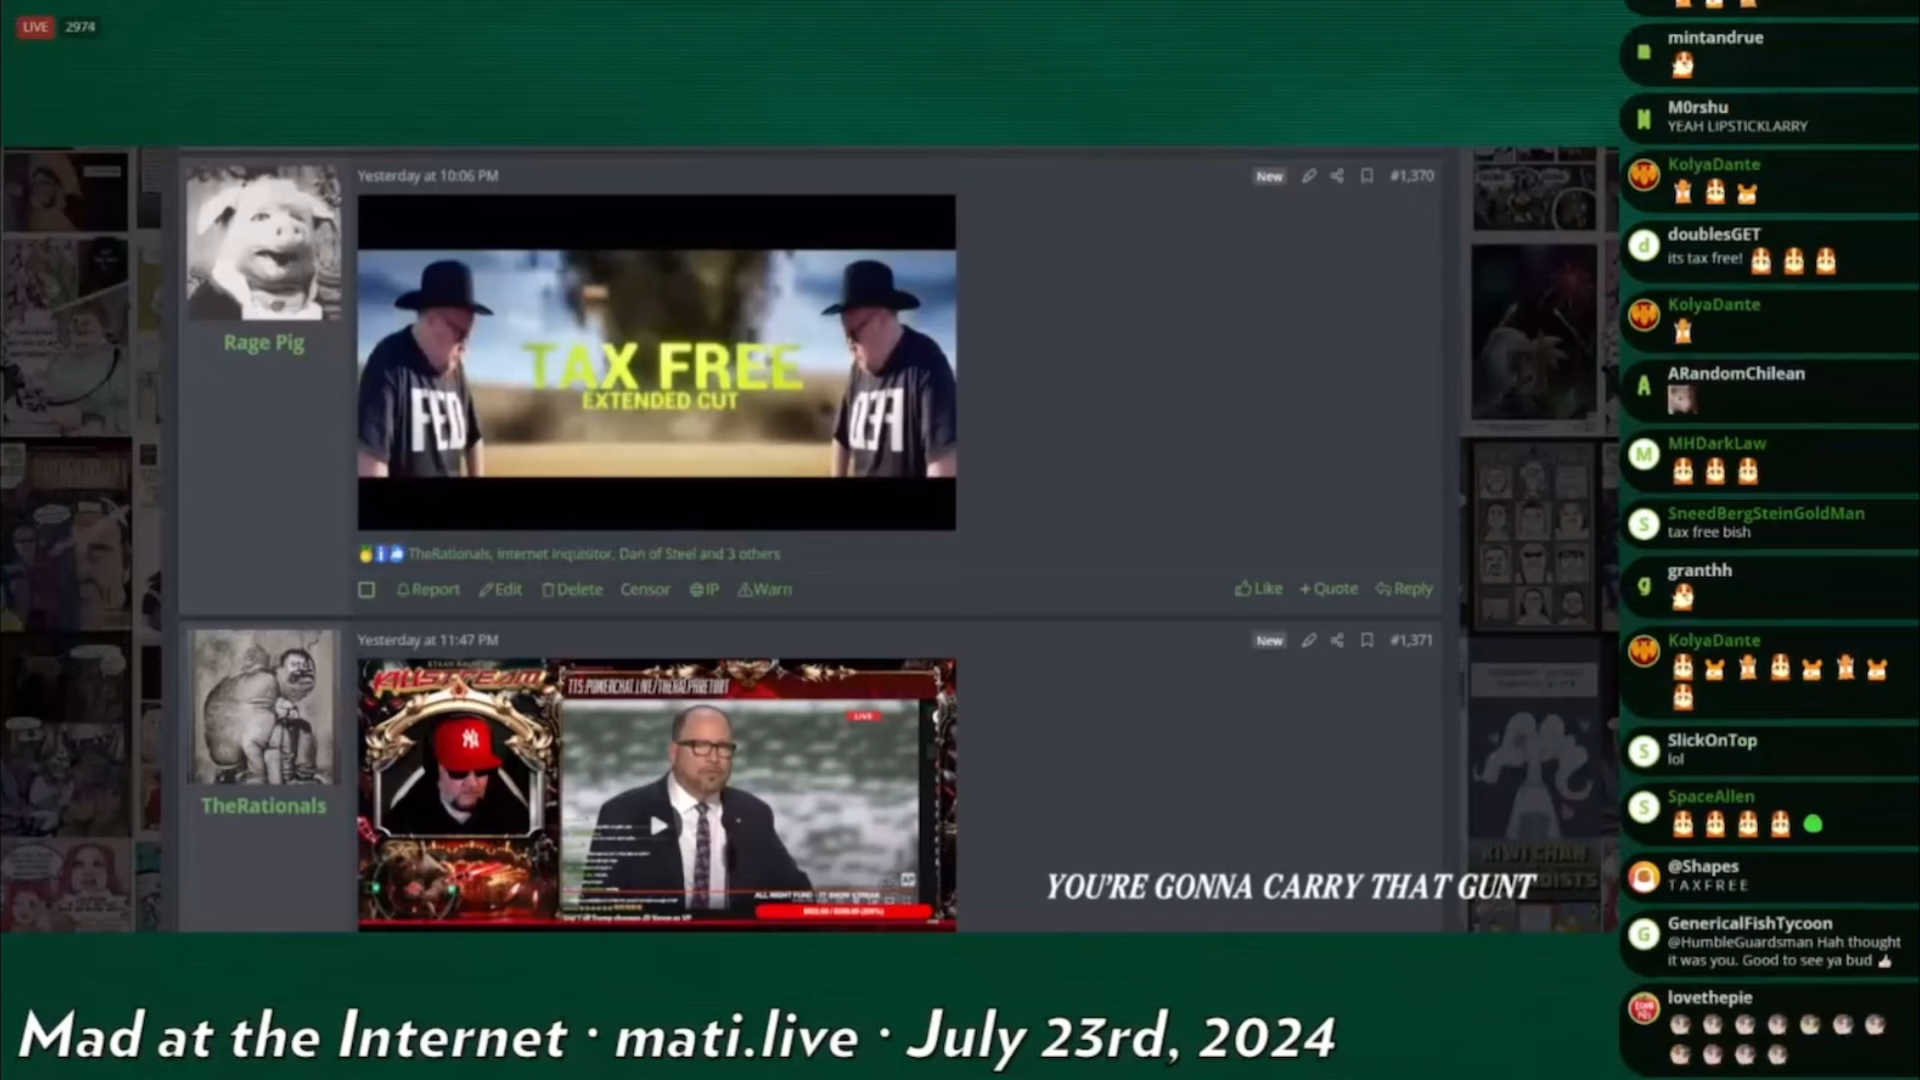 LIVE 2974
Yesterday at 10:06 PM
New #1,370
Rage Pig
TAX FREE
EXTENDED CUT
FED
FED
TheRationals, Internet Inquisitor, Dan of Steel and 3 others
Report Edit Delete Censor IP Warn
Like + Quote Reply
Yesterday at 11:47 PM
New #1,371
TheRationals
KILLSTREAM
TTS:POWERCHAT.LIVE/THERALPHRETORT
LIVE
YOU'RE GONNA CARRY THAT GUNT
Mad at the Internet · mati.live · July 23rd, 2024
mintandrue
M0rshu
YEAH LIPSTICKLARRY
KolyaDante
doublesGET
its tax free!
KolyaDante
ARandomChilean
MHDarkLaw
SneedBergSteinGoldMan
tax free bish
granthh
KolyaDante
SlickOnTop
lol
SpaceAllen
@Shapes
T A X F R E E
GenericalFishTycoon
@HumbleGuardsman Hah thought
it was you. Good to see ya bud
lovethepie